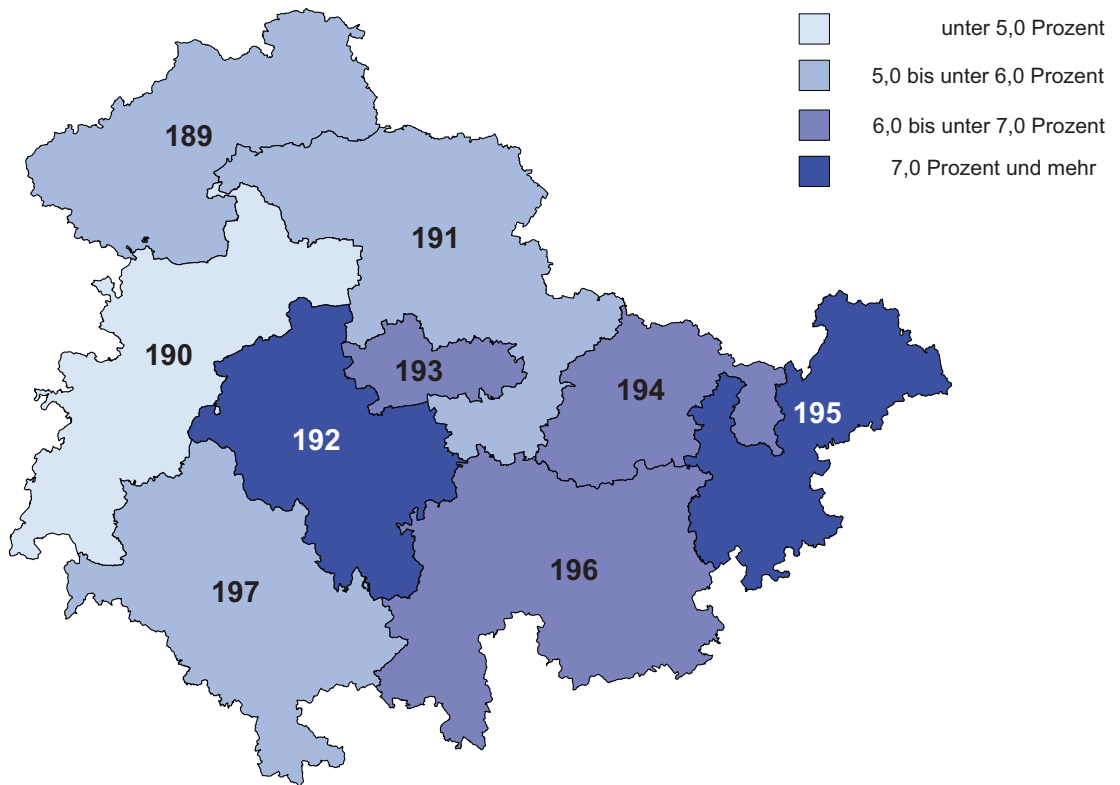 unter 5,0 Prozent
5,0 bis unter 6,0 Prozent
6,0 bis unter 7,0 Prozent
7,0 Prozent und mehr
189
191
190
193
194
195
192
196
197